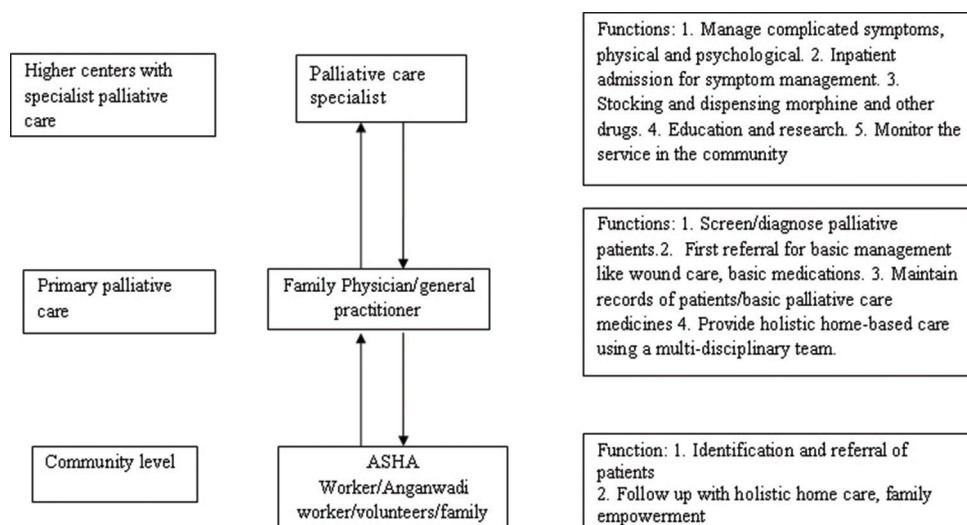 Higher centers with
specialist palliative
care
Palliative care
specialist
Functions: 1. Manage complicated symptoms,
physical and psychological. 2. Inpatient
admission for symptom management. 3.
Stocking and dispensing morphine and other
drugs. 4. Education and research. 5. Monitor the
service in the community
Primary palliative
care
Family Physician/general
practitioner
Functions: 1. Screen/diagnose palliative
patients.2. First referral for basic management
like wound care, basic medications. 3. Maintain
records of patients/basic palliative care
medicines 4. Provide holistic home-based care
using a multi-disciplinary team.
Community level
ASHA
Worker/Anganwadi
worker/volunteers/family
Function: 1. Identification and referral of
patients
2. Follow up with holistic home care, family
empowerment